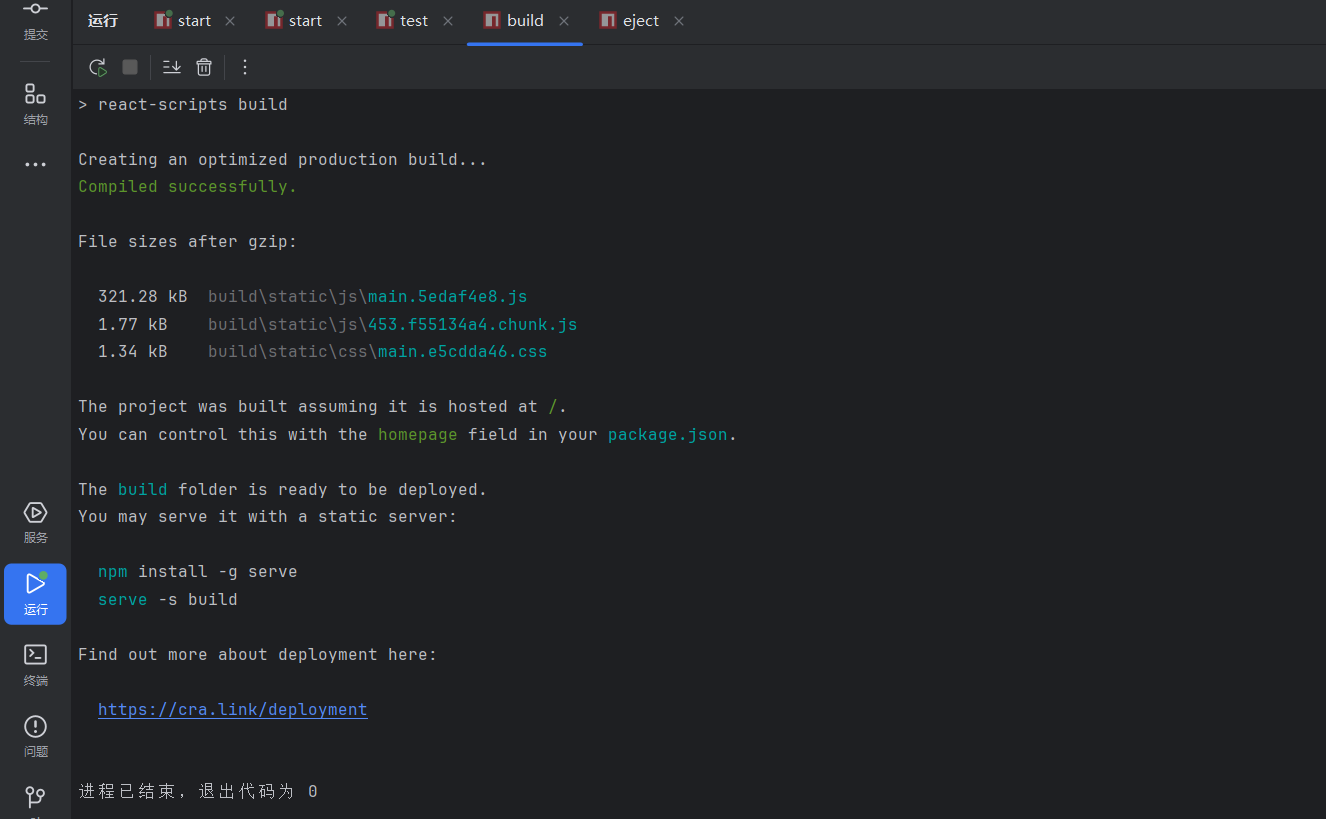 提交
结构
服务
运行
终端
问题
运行 start start test build eject
> react-scripts build
Creating an optimized production build...
Compiled successfully.
File sizes after gzip:
321.28 kB build\static\js\main.5edaf4e8.js
1.77 kB build\static\js\453.f55134a4.chunk.js
1.34 kB build\static\css\main.e5cdda46.css
The project was built assuming it is hosted at /.
You can control this with the homepage field in your package.json.
The build folder is ready to be deployed.
You may serve it with a static server:
npm install -g serve
serve -s build
Find out more about deployment here:
https://cra.link/deployment
进程已结束，退出代码为 0